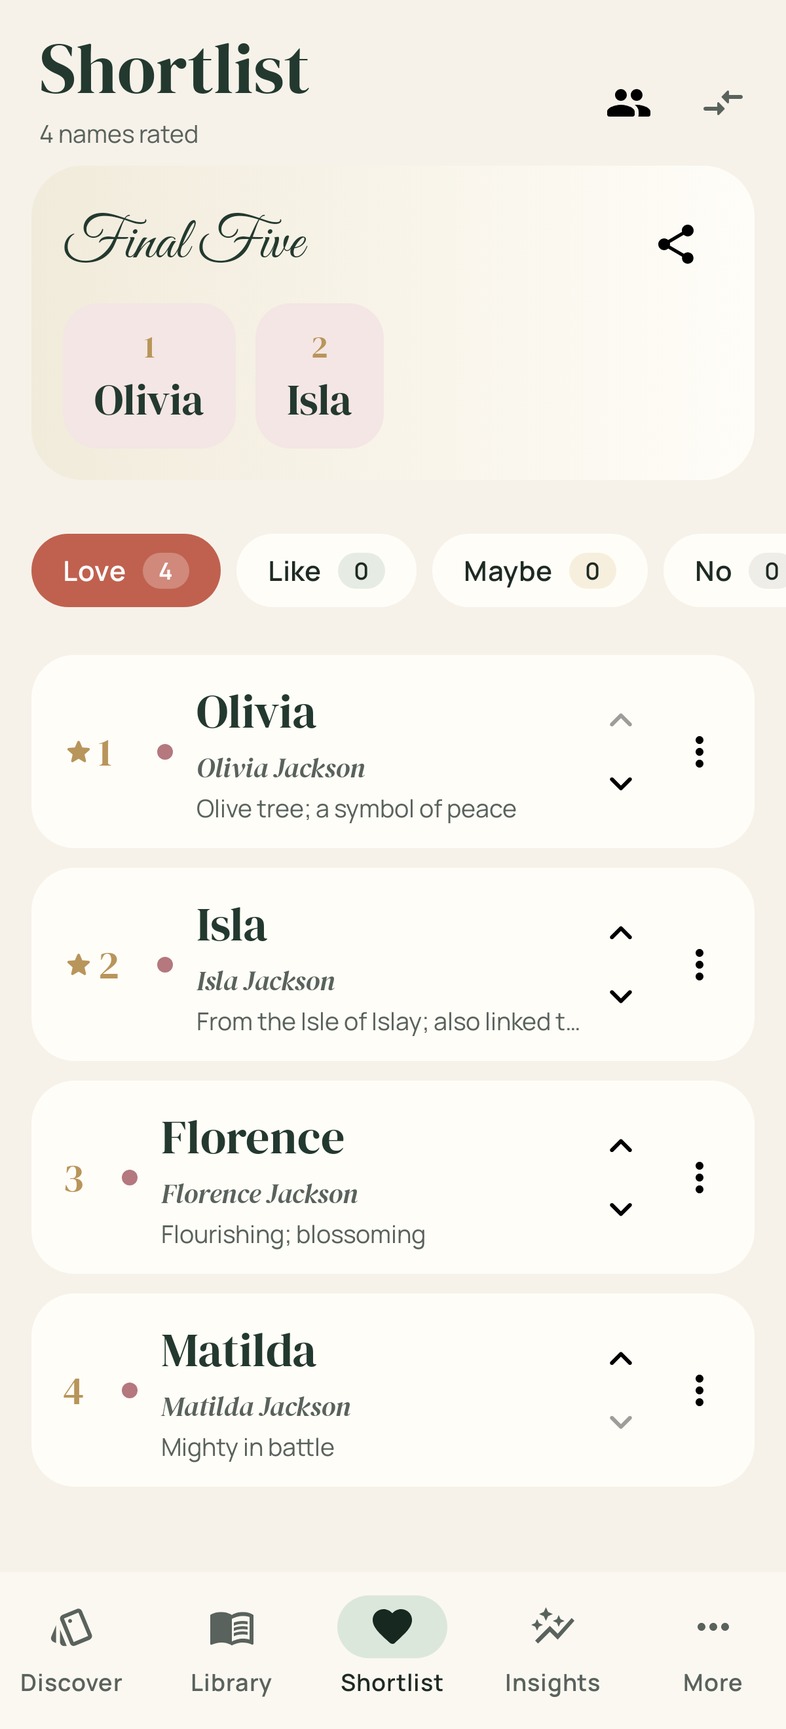 Shortlist
4 names rated
Final Five
1
Olivia
2
Isla
Love 4
Like 0
Maybe 0
No 0
1
Olivia
Olivia Jackson
Olive tree; a symbol of peace
2
Isla
Isla Jackson
From the Isle of Islay; also linked t...
3
Florence
Florence Jackson
Flourishing; blossoming
4
Matilda
Matilda Jackson
Mighty in battle
Discover
Library
Shortlist
Insights
More